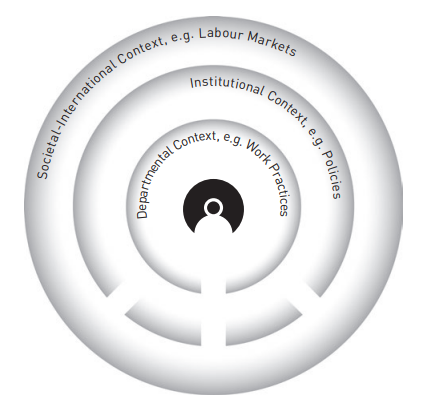 Societal-International Context, e.g. Labour Markets
Institutional Context, e.g. Policies
Departmental Context, e.g. Work Practices